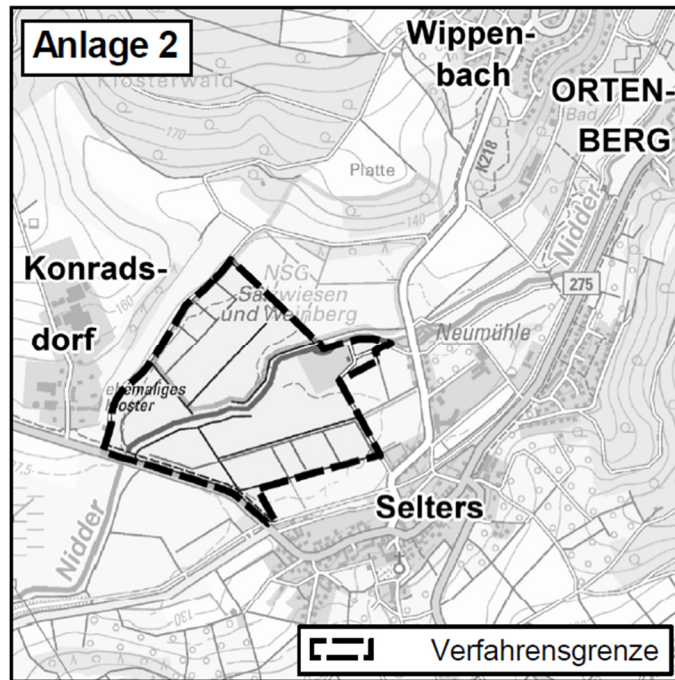 Anlage 2
Wippen-
bach
Klosterwald
ORTEN-
BERG
Bad
170
K218
Platte
140
Nidder
Konrads-
dorf
160
NSG
Salzwiesen
und Weinberg
275
Neumühle
ehemaliges
Kloster
Selters
Nidder
130
Verfahrensgrenze